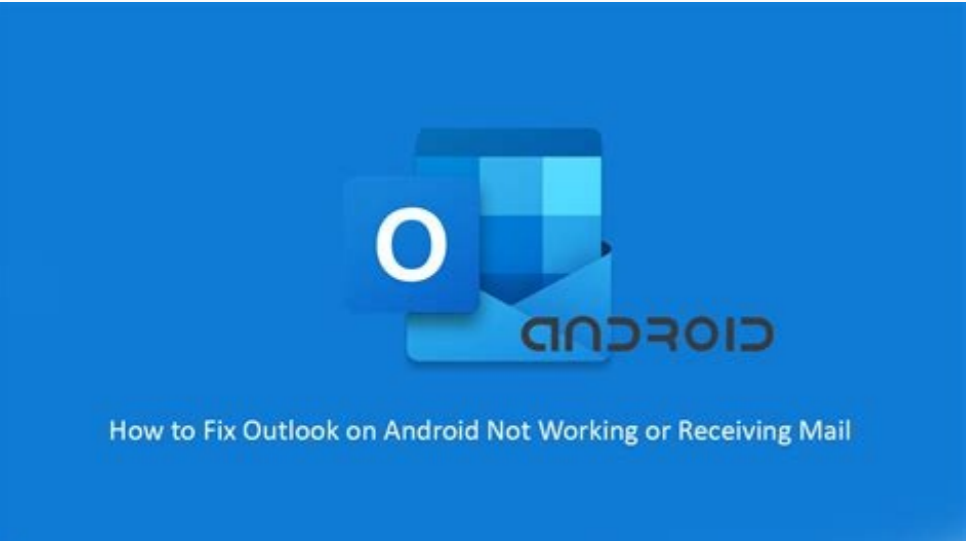 O
ANDROID
How to Fix Outlook on Android Not Working or Receiving Mail